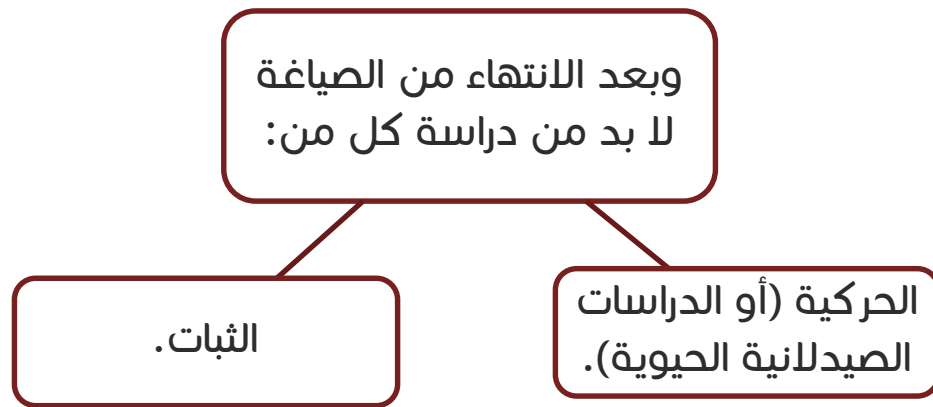 وبعد الانتهاء من الصياغة
لا بد من دراسة كل من:
الحركية (أو الدراسات
الصيدلانية الحيوية).
الثبات.